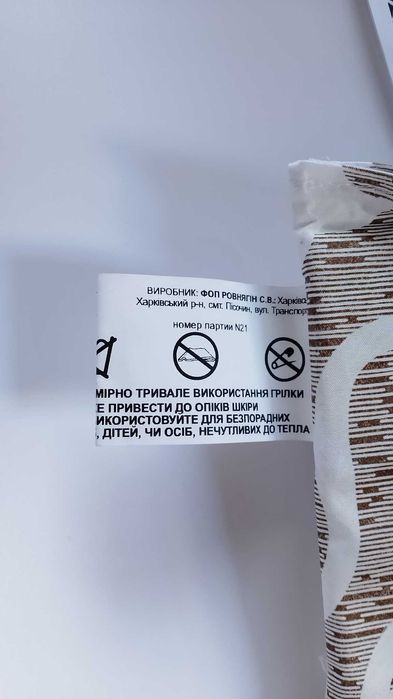 ВИРОБНИК: ФОП РОВНЯГІН С.В.: Харківсь
Харківський р-н, смт. Пісочин, вул. Транспорт
номер партии N21
МІРНО ТРИВАЛЕ ВИКОРИСТАННЯ ГРІЛКИ
Е ПРИВЕСТИ ДО ОПІКІВ ШКІРИ
ИКОРИСТОВУЙТЕ ДЛЯ БЕЗПОРАДНИХ
, ДІТЕЙ, ЧИ ОСІБ, НЕЧУТЛИВИХ ДО ТЕПЛА